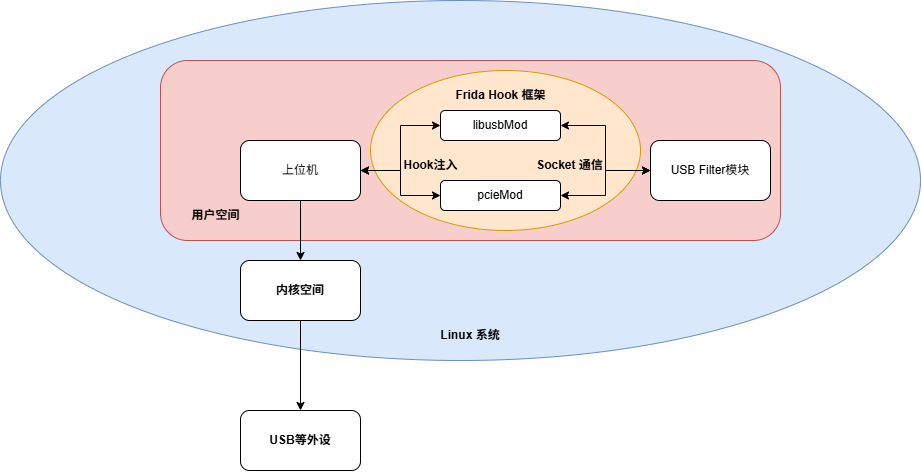 Frida Hook 框架
libusbMod
上位机
Hook注入
Socket 通信
USB Filter模块
pcieMod
用户空间
内核空间
Linux 系统
USB等外设